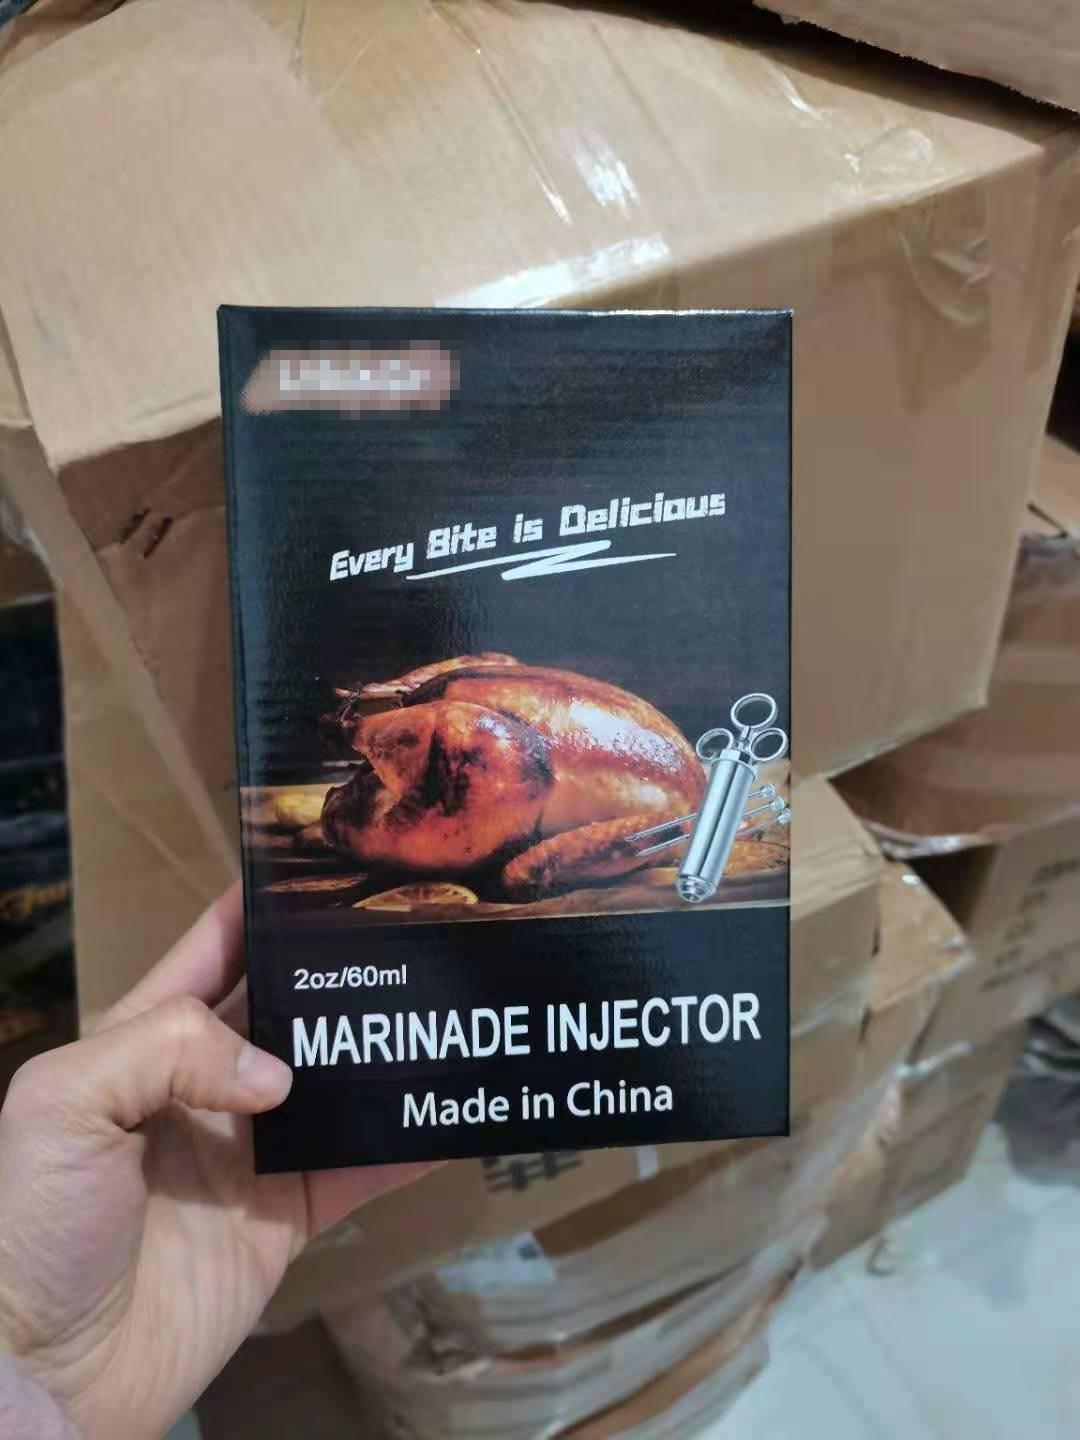 Every Bite is Delicious
2oz/60ml
MARINADE INJECTOR
Made in China